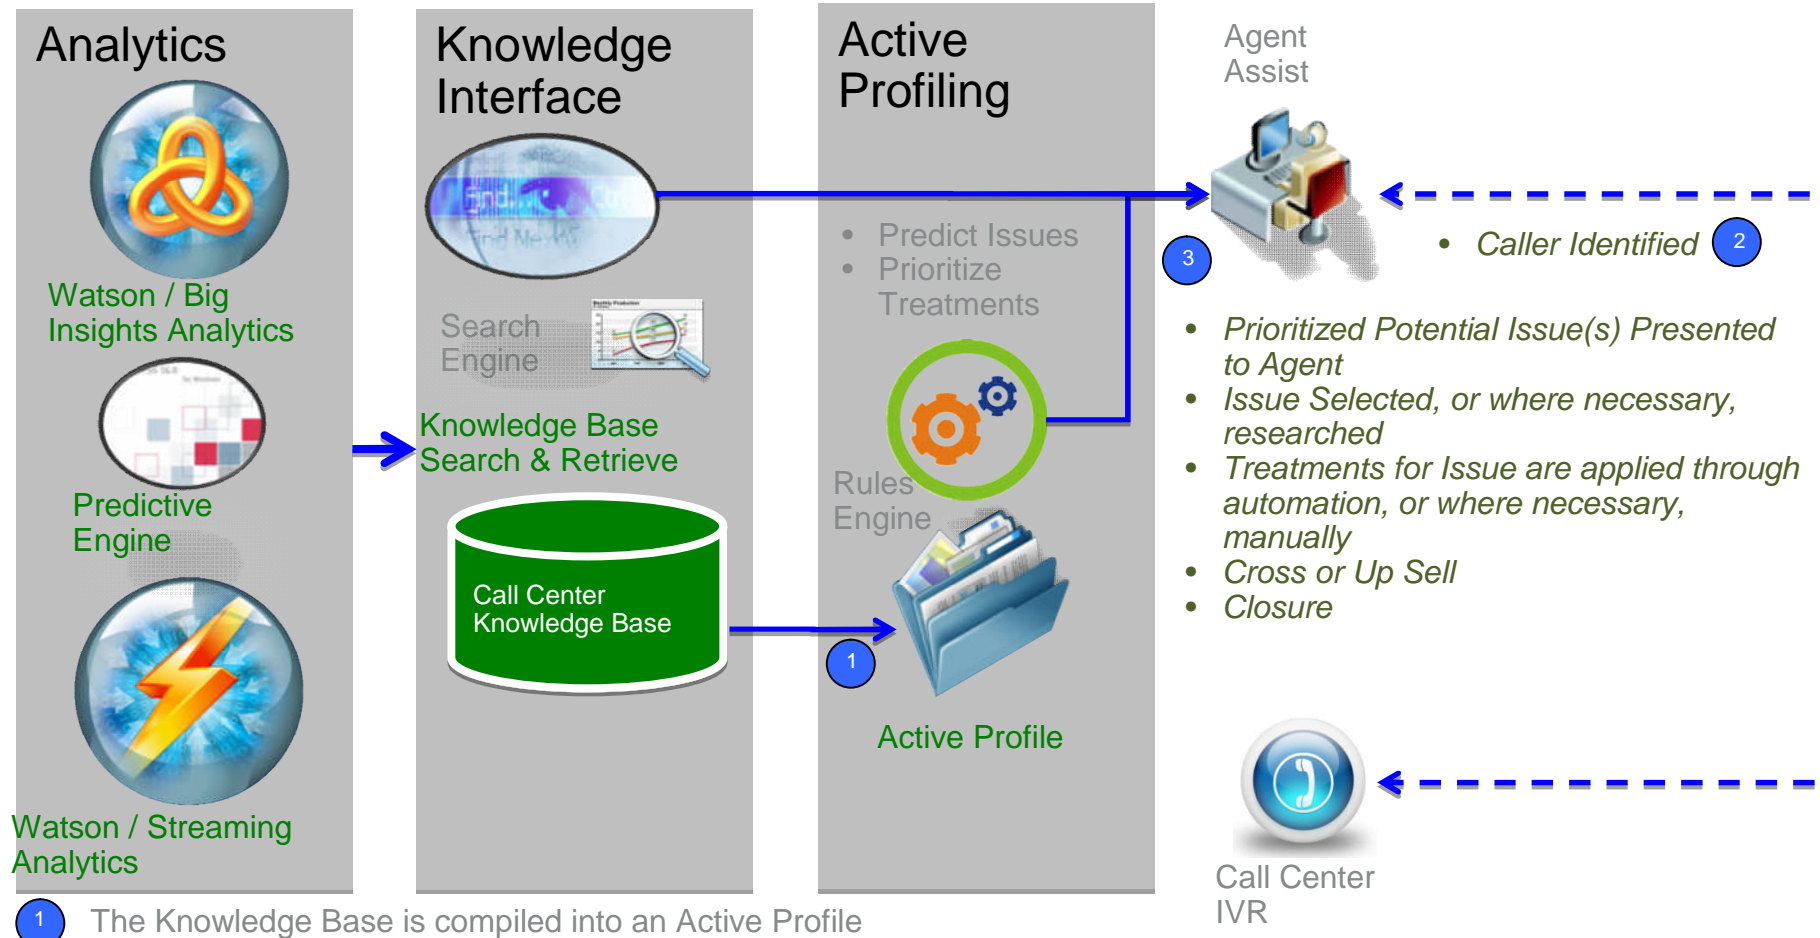 Analytics
Watson / Big
Insights Analytics
Predictive
Engine
Watson / Streaming
Analytics
Knowledge
Interface
Find... Ctrl
Find Next
Search
Engine
Knowledge Base
Search & Retrieve
Call Center
Knowledge Base
Active
Profiling
• Predict Issues
• Prioritize
Treatments
Rules
Engine
1
Active Profile
Agent
Assist
3
• Caller Identified 2
• Prioritized Potential Issue(s) Presented
to Agent
• Issue Selected, or where necessary,
researched
• Treatments for Issue are applied through
automation, or where necessary,
manually
• Cross or Up Sell
• Closure
Call Center
IVR
1 The Knowledge Base is compiled into an Active Profile